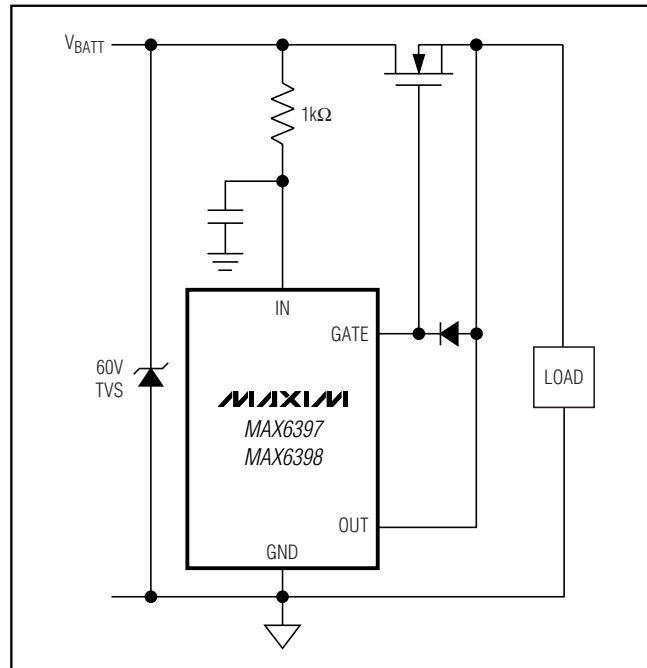 VBATT
1kΩ
IN
GATE
60V
TVS
MAXIM
MAX6397
MAX6398
LOAD
OUT
GND